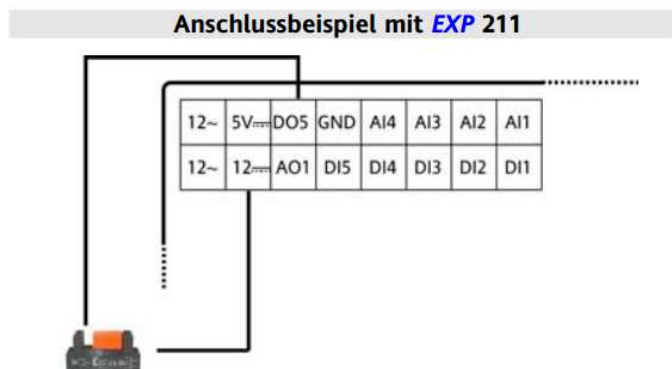 Anschlussbeispiel mit EXP 211
12~ 5V⎓ DO5 GND AI4 AI3 AI2 AI1
12~ 12⎓ AO1 DI5 DI4 DI3 DI2 DI1